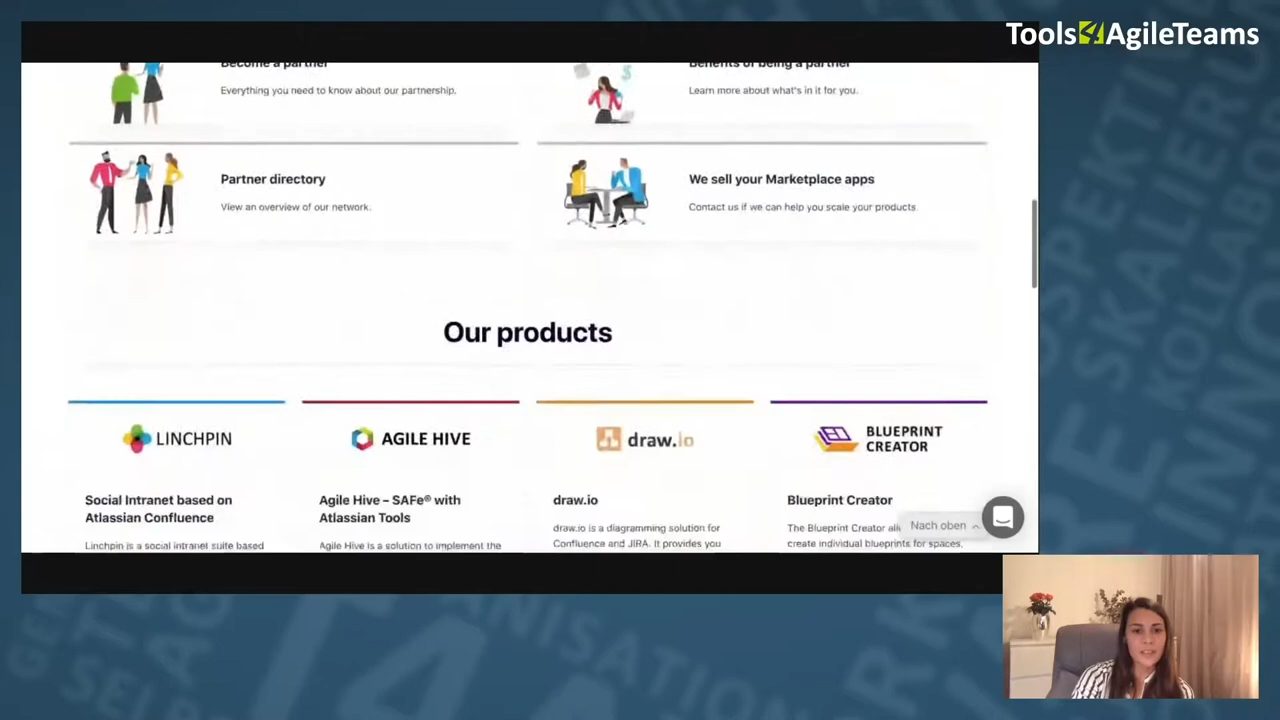 Tools4AgileTeams
Become a partner
Everything you need to know about our partnership.
Benefits of being a partner
Learn more about what's in it for you.
Partner directory
View an overview of our network.
We sell your Marketplace apps
Contact us if we can help you scale your products.
Our products
LINCHPIN
AGILE HIVE
draw.io
BLUEPRINT
CREATOR
Social Intranet based on
Atlassian Confluence
Linchpin is a social intranet suite based
Agile Hive – SAFe® with
Atlassian Tools
Agile Hive is a solution to implement the
draw.io
draw.io is a diagramming solution for
Confluence and JIRA. It provides you
Blueprint Creator
The Blueprint Creator
create individual blueprints for spaces,
Nach oben